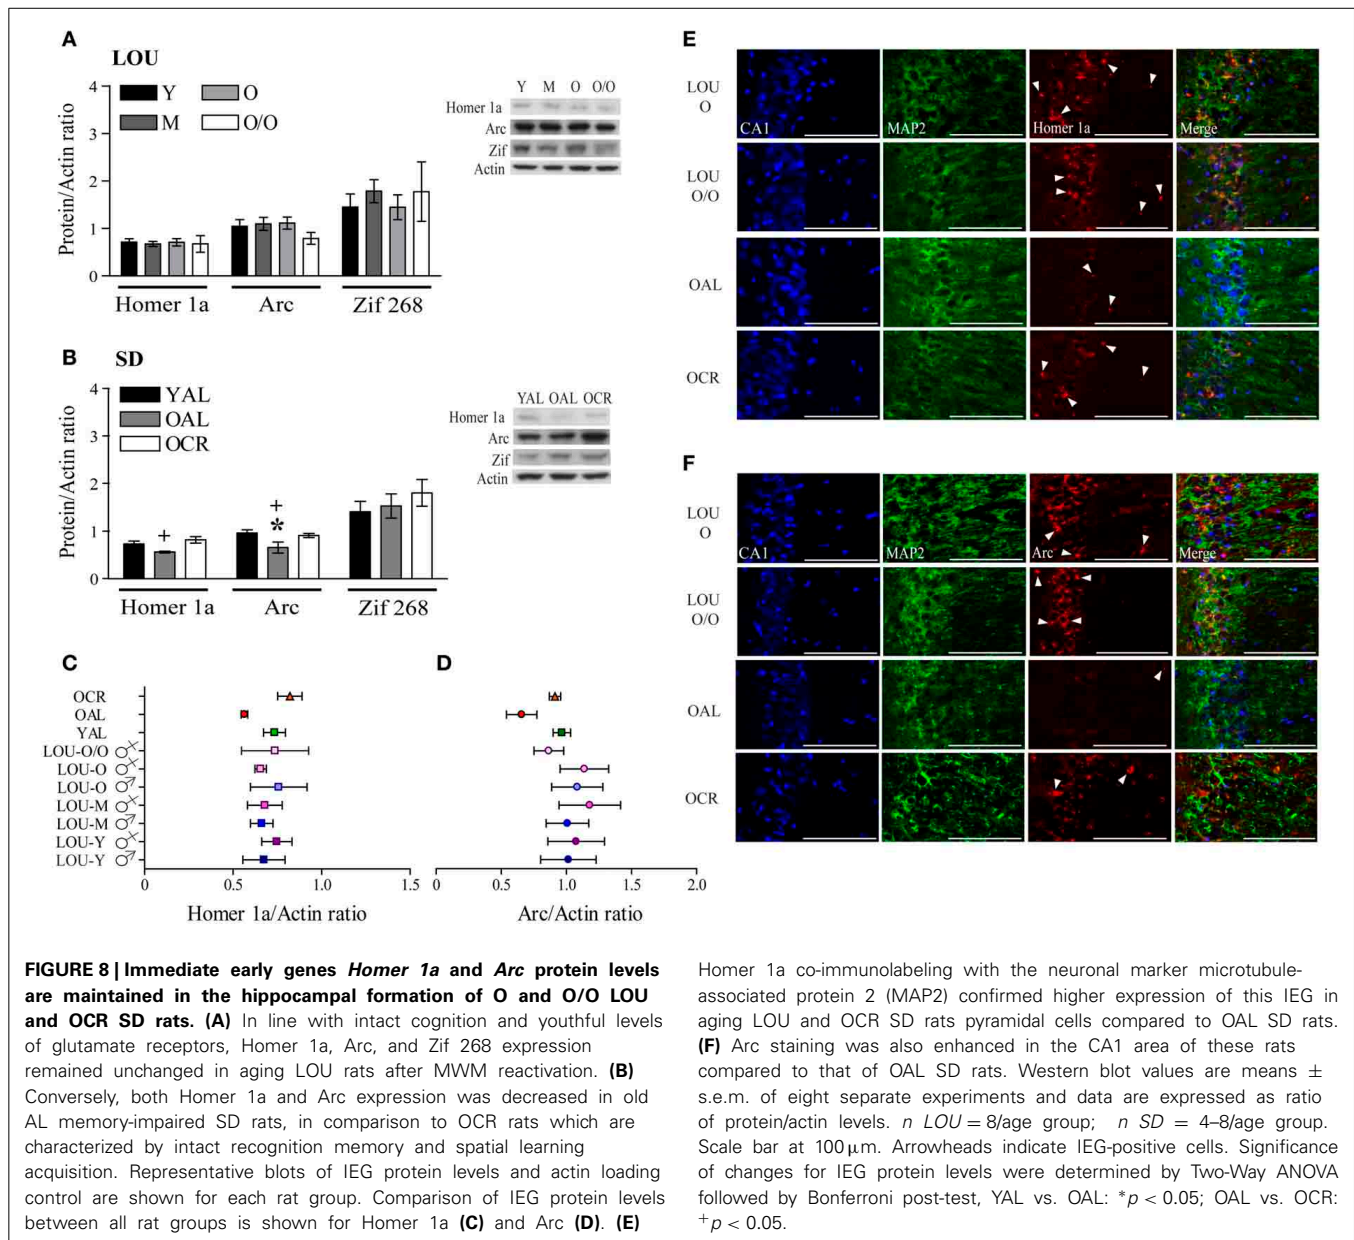 A
LOU
Y
O
M
O/O
Protein/Actin ratio
4
3
2
1
0
Homer 1a
Arc
Zif 268
Y M O O/O
Homer 1a
Arc
Zif
Actin
B
SD
YAL
OAL
OCR
Protein/Actin ratio
4
3
2
1
0
+
+
*
Homer 1a
Arc
Zif 268
YAL OAL OCR
Homer 1a
Arc
Zif
Actin
C
OCR
OAL
YAL
LOU-O/O ♀
LOU-O ♀
LOU-O ♂
LOU-M ♀
LOU-M ♂
LOU-Y ♀
LOU-Y ♂
0 0.5 1.0 1.5
Homer 1a/Actin ratio
D
0 0.5 1.0 1.5 2.0
Arc/Actin ratio
E
LOU
O
CA1
MAP2
Homer 1a
Merge
LOU
O/O
OAL
OCR
F
LOU
O
CA1
MAP2
Arc
Merge
LOU
O/O
OAL
OCR
FIGURE 8 | Immediate early genes Homer 1a and Arc protein levels
are maintained in the hippocampal formation of O and O/O LOU
and OCR SD rats. (A) In line with intact cognition and youthful levels
of glutamate receptors, Homer 1a, Arc, and Zif 268 expression
remained unchanged in aging LOU rats after MWM reactivation. (B)
Conversely, both Homer 1a and Arc expression was decreased in old
AL memory-impaired SD rats, in comparison to OCR rats which are
characterized by intact recognition memory and spatial learning
acquisition. Representative blots of IEG protein levels and actin loading
control are shown for each rat group. Comparison of IEG protein levels
between all rat groups is shown for Homer 1a (C) and Arc (D). (E)
Homer 1a co-immunolabeling with the neuronal marker microtubule-
associated protein 2 (MAP2) confirmed higher expression of this IEG in
aging LOU and OCR SD rats pyramidal cells compared to OAL SD rats.
(F) Arc staining was also enhanced in the CA1 area of these rats
compared to that of OAL SD rats. Western blot values are means ±
s.e.m. of eight separate experiments and data are expressed as ratio
of protein/actin levels. n LOU = 8/age group; n SD = 4–8/age group.
Scale bar at 100 μm. Arrowheads indicate IEG-positive cells. Significance
of changes for IEG protein levels were determined by Two-Way ANOVA
followed by Bonferroni post-test, YAL vs. OAL: *p < 0.05; OAL vs. OCR:
+p < 0.05.